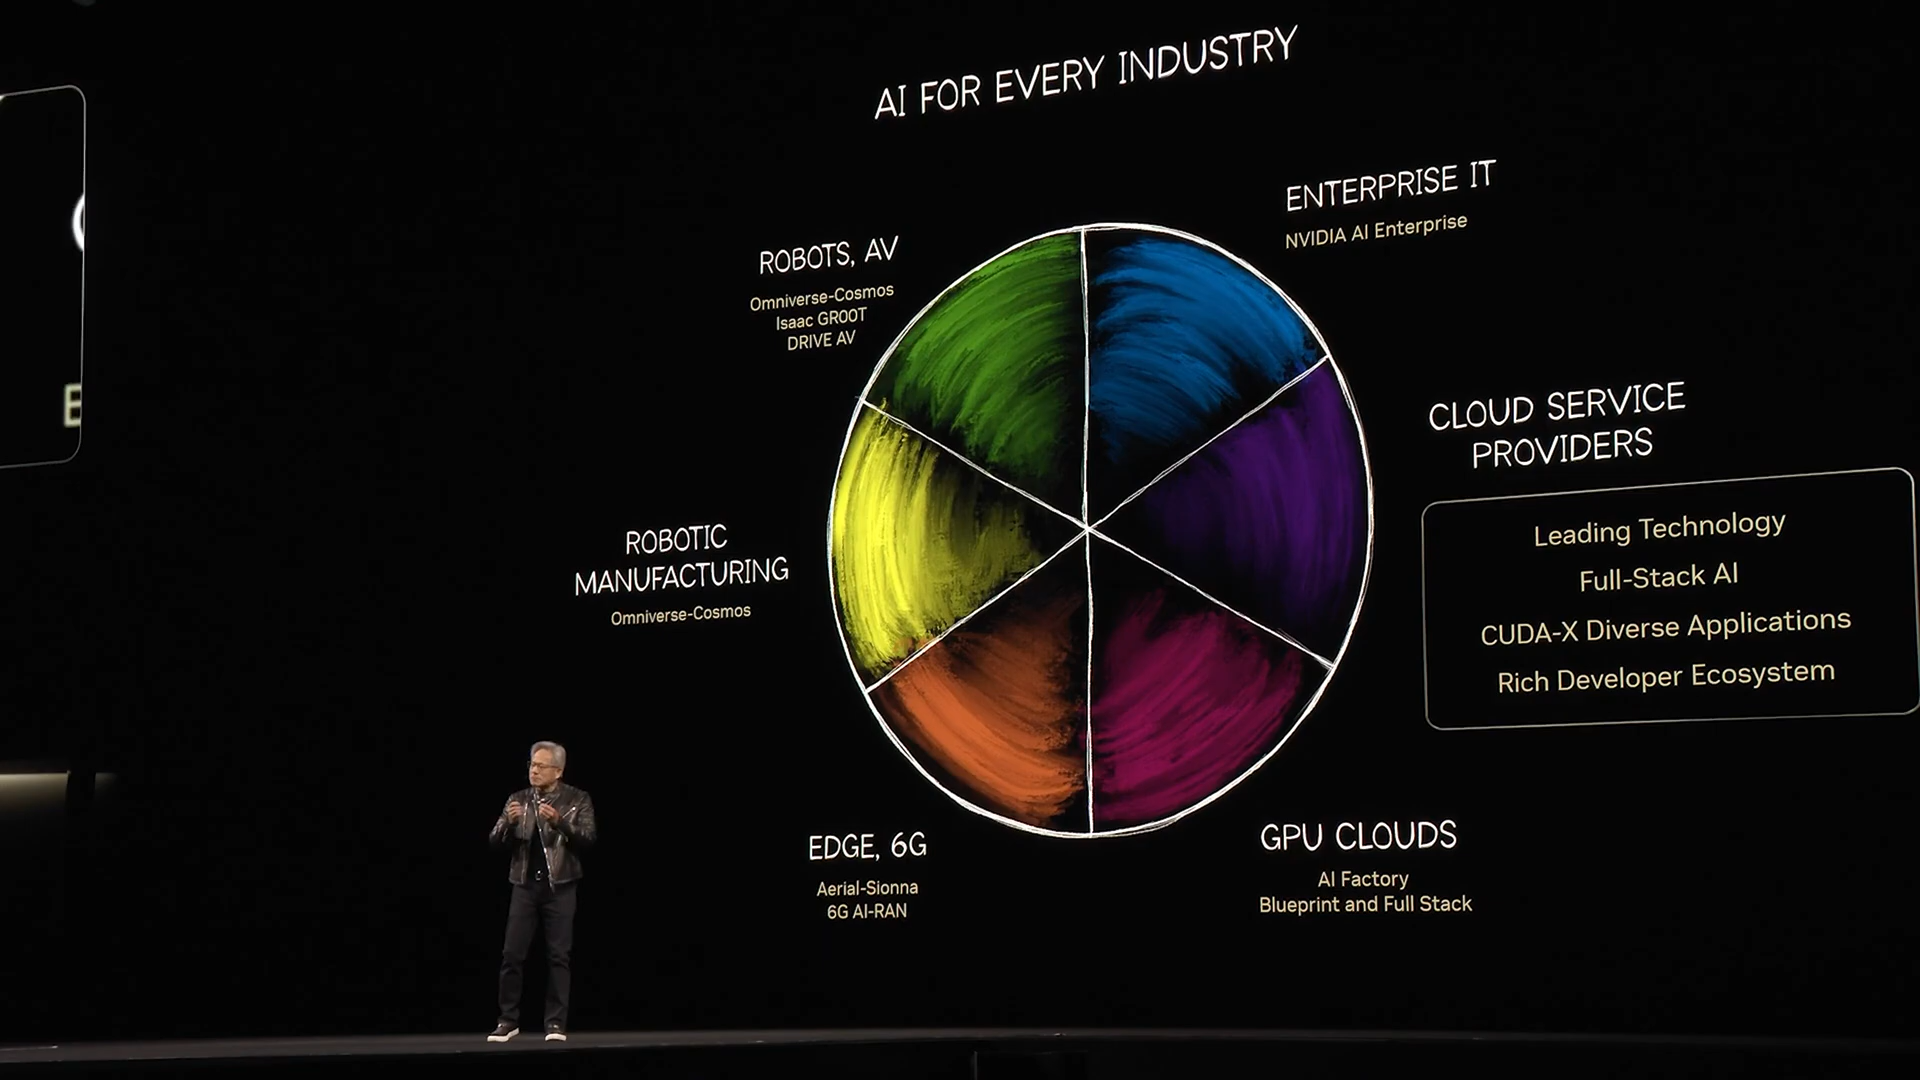 AI FOR EVERY INDUSTRY
ENTERPRISE IT
NVIDIA AI Enterprise
ROBOTS, AV
Omniverse-Cosmos
Isaac GR00T
DRIVE AV
CLOUD SERVICE
PROVIDERS
Leading Technology
Full-Stack AI
CUDA-X Diverse Applications
Rich Developer Ecosystem
ROBOTIC
MANUFACTURING
Omniverse-Cosmos
EDGE, 6G
Aerial-Sionna
6G AI-RAN
GPU CLOUDS
AI Factory
Blueprint and Full Stack